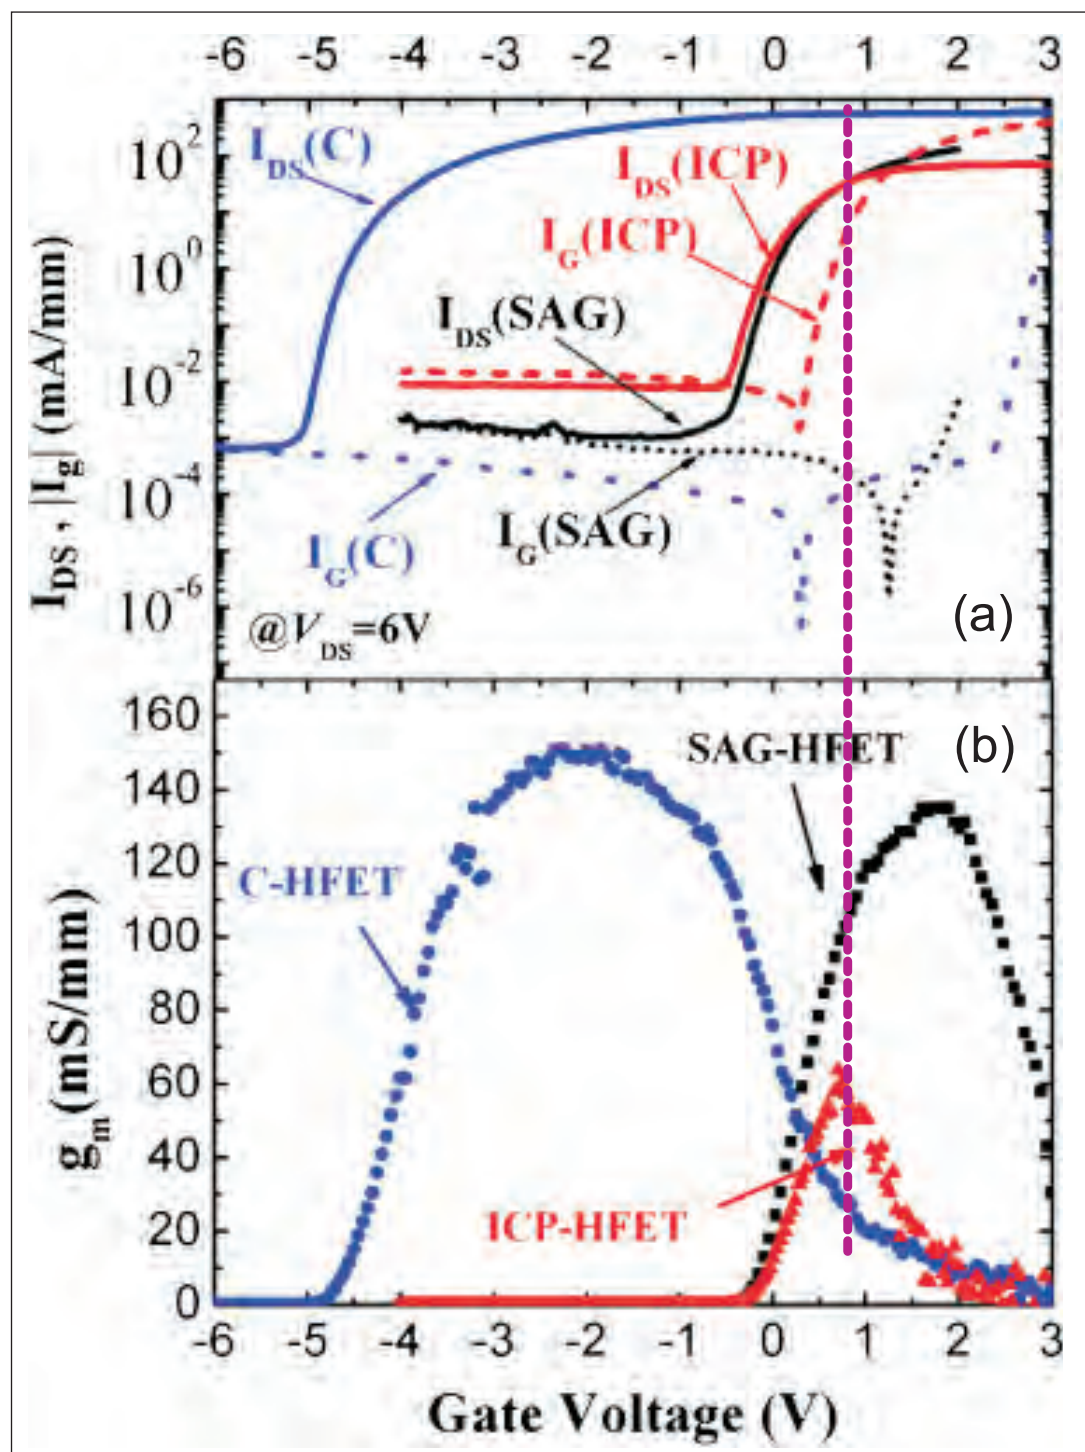 -6 -5 -4 -3 -2 -1 0 1 2 3
I_DS(C)
I_DS(ICP)
I_G(ICP)
I_DS(SAG)
I_G(C)
I_G(SAG)
@V_DS=6V
(a)
10^2
10^0
10^-2
10^-4
10^-6
I_DS, |I_g| (mA/mm)
(b)
SAG-HFET
C-HFET
ICP-HFET
160
140
120
100
80
60
40
20
0
g_m (mS/mm)
-6 -5 -4 -3 -2 -1 0 1 2 3
Gate Voltage (V)